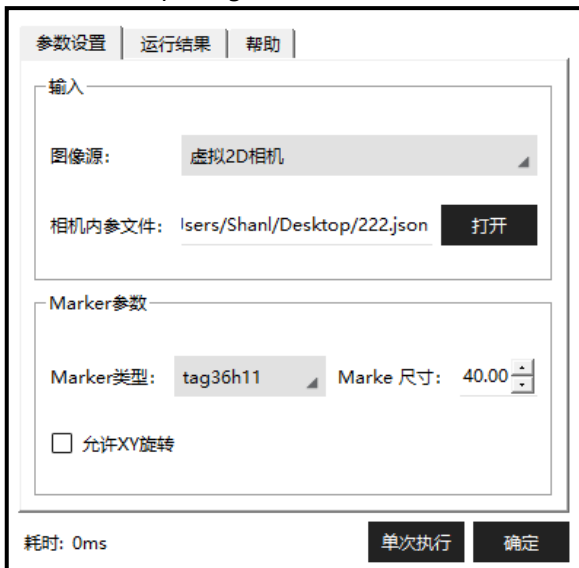 参数设置 运行结果 帮助
输入
图像源： 虚拟2D相机
相机内参文件： sers/Shanl/Desktop/222.json 打开
Marker参数
Marker类型： tag36h11 Marke 尺寸： 40.00
允许XY旋转
耗时: 0ms 单次执行 确定